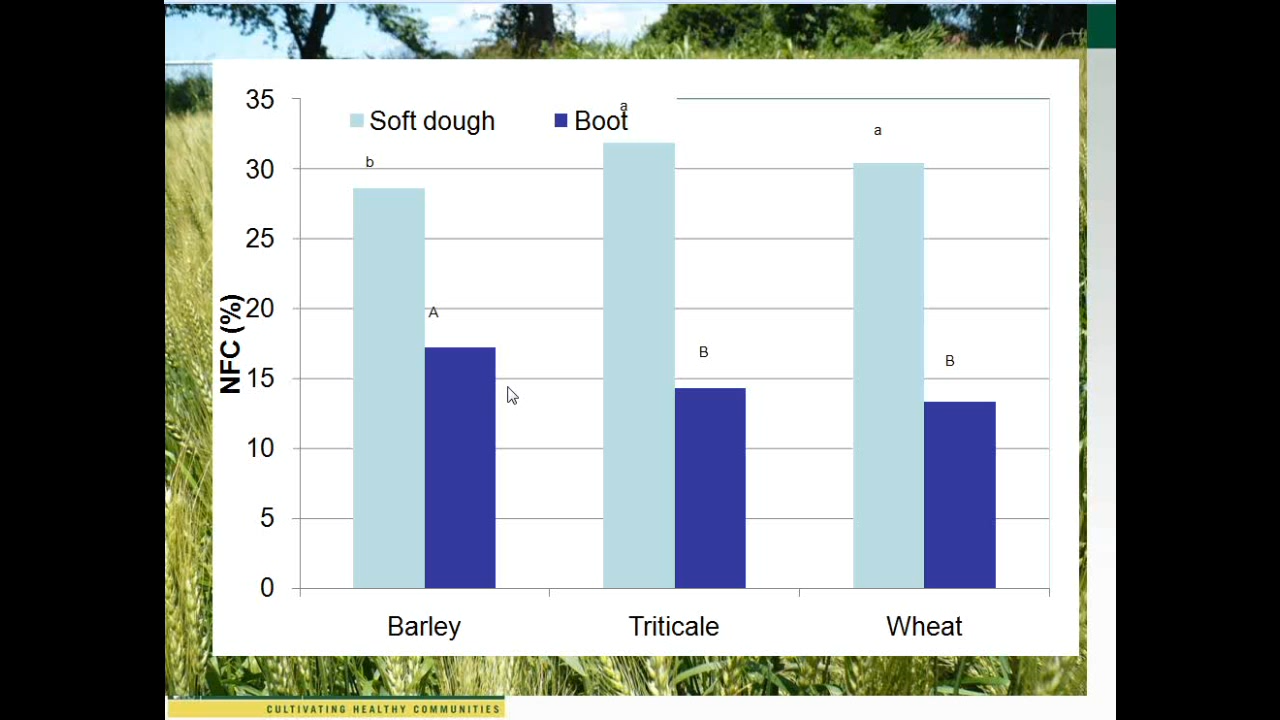 35
a
Soft dough
Boot
a
b
30
25
A
20
B
B
NFC (%)
15
10
5
0
Barley
Triticale
Wheat
CULTIVATING HEALTHY COMMUNITIES